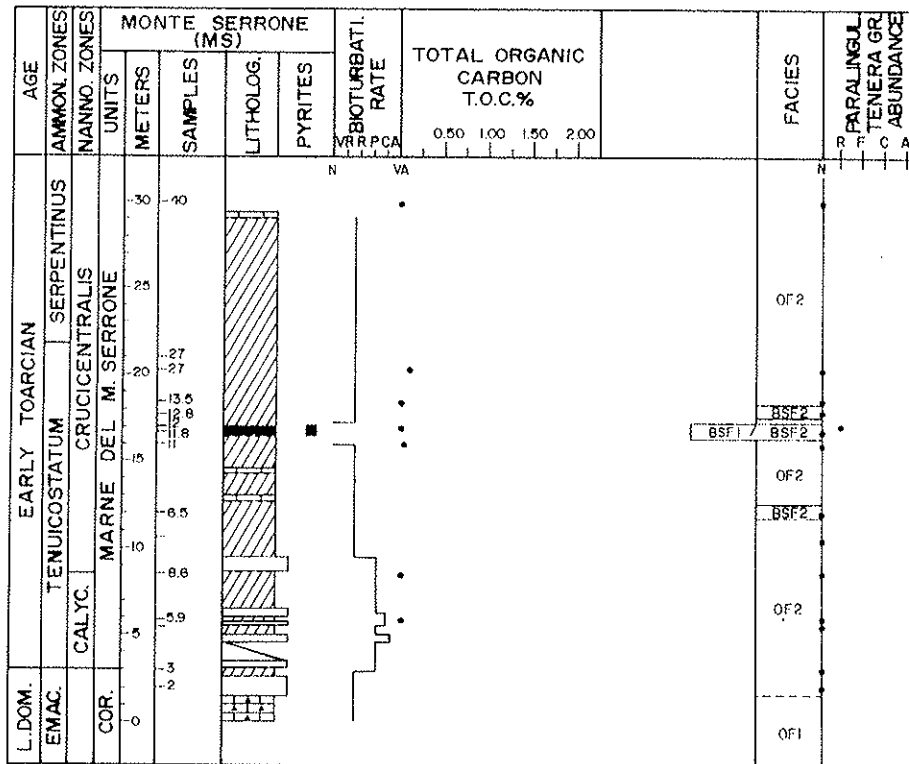 AGE
AMMON. ZONES
NANNO. ZONES
MONTE SERRONE
(MS)
UNITS
METERS
SAMPLES
LITHOLOG.
PYRITES
BIOTURBATI.
RATE
VR R P C A
N VA
TOTAL ORGANIC
CARBON
T.O.C.%
0.50 1.00 1.50 2.00
FACIES
PARALINGUL.
TENERA GR.
ABUNDANCE
R F C A
N
EARLY TOARCIAN
L.DOM.
SERPENTINUS
TENUICOSTATUM
EMAC.
CRUCICENTRALIS
CALYC.
MARNE DEL M. SERRONE
COR.
30
25
20
15
10
5
0
40
27
27
13.5
12.8
11.8
11
6.5
8.6
5.9
3
2
OF2
BSF2
BSF1 / BSF2
OF2
BSF2
OF2
OF1